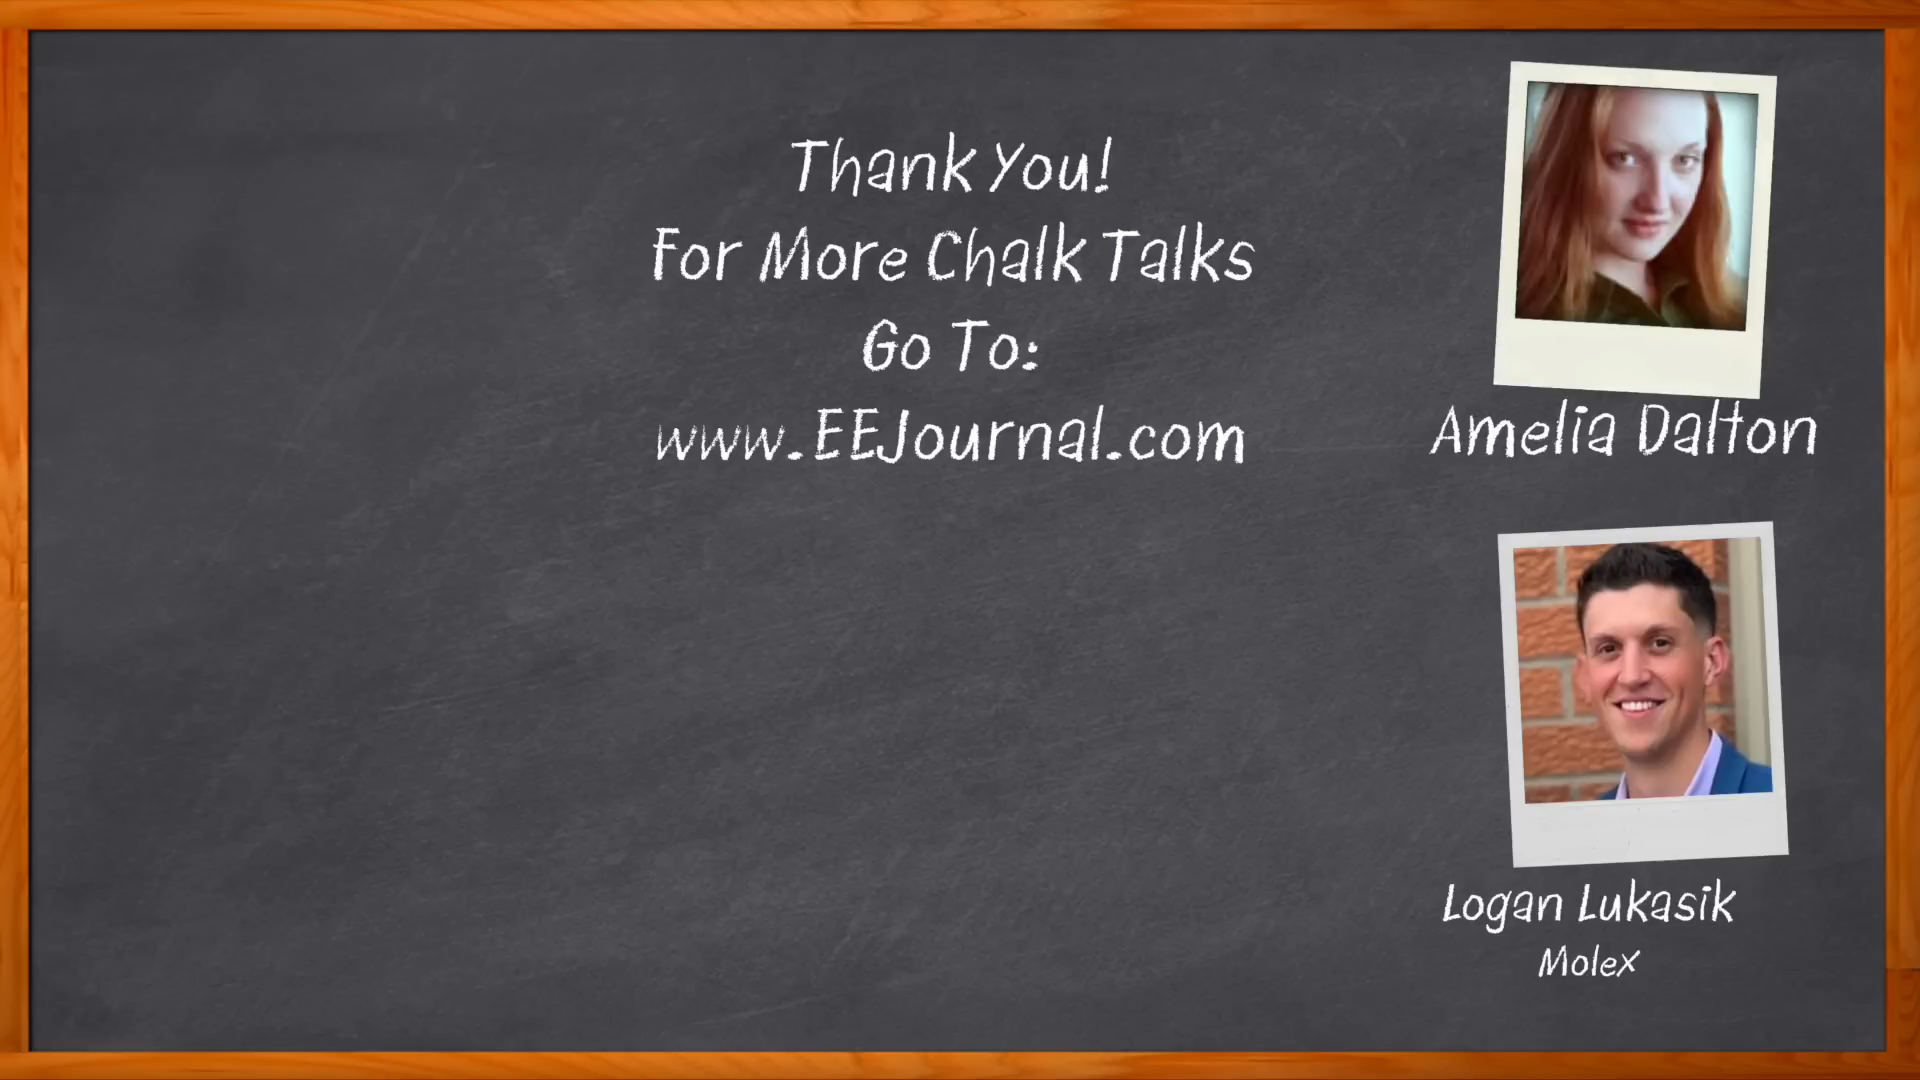 Thank You!
For More Chalk Talks
Go To:
www.EEJournal.com
Amelia Dalton
Logan Lukasik
Molex